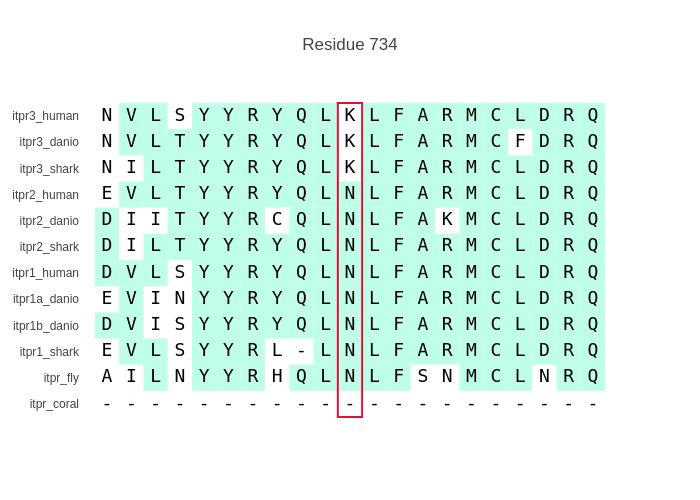 Residue 734
itpr3_human N V L S Y Y R Y Q L K L F A R M C L D R Q
itpr3_danio N V L T Y Y R Y Q L K L F A R M C F D R Q
itpr3_shark N I L T Y Y R Y Q L K L F A R M C L D R Q
itpr2_human E V L T Y Y R Y Q L N L F A R M C L D R Q
itpr2_danio D I I T Y Y R C Q L N L F A K M C L D R Q
itpr2_shark D I L T Y Y R Y Q L N L F A R M C L D R Q
itpr1_human D V L S Y Y R Y Q L N L F A R M C L D R Q
itpr1a_danio E V I N Y Y R Y Q L N L F A R M C L D R Q
itpr1b_danio D V I S Y Y R Y Q L N L F A R M C L D R Q
itpr1_shark E V L S Y Y R L - L N L F A R M C L D R Q
itpr_fly A I L N Y Y R H Q L N L F S N M C L N R Q
itpr_coral - - - - - - - - - - - - - - - - - - - - -